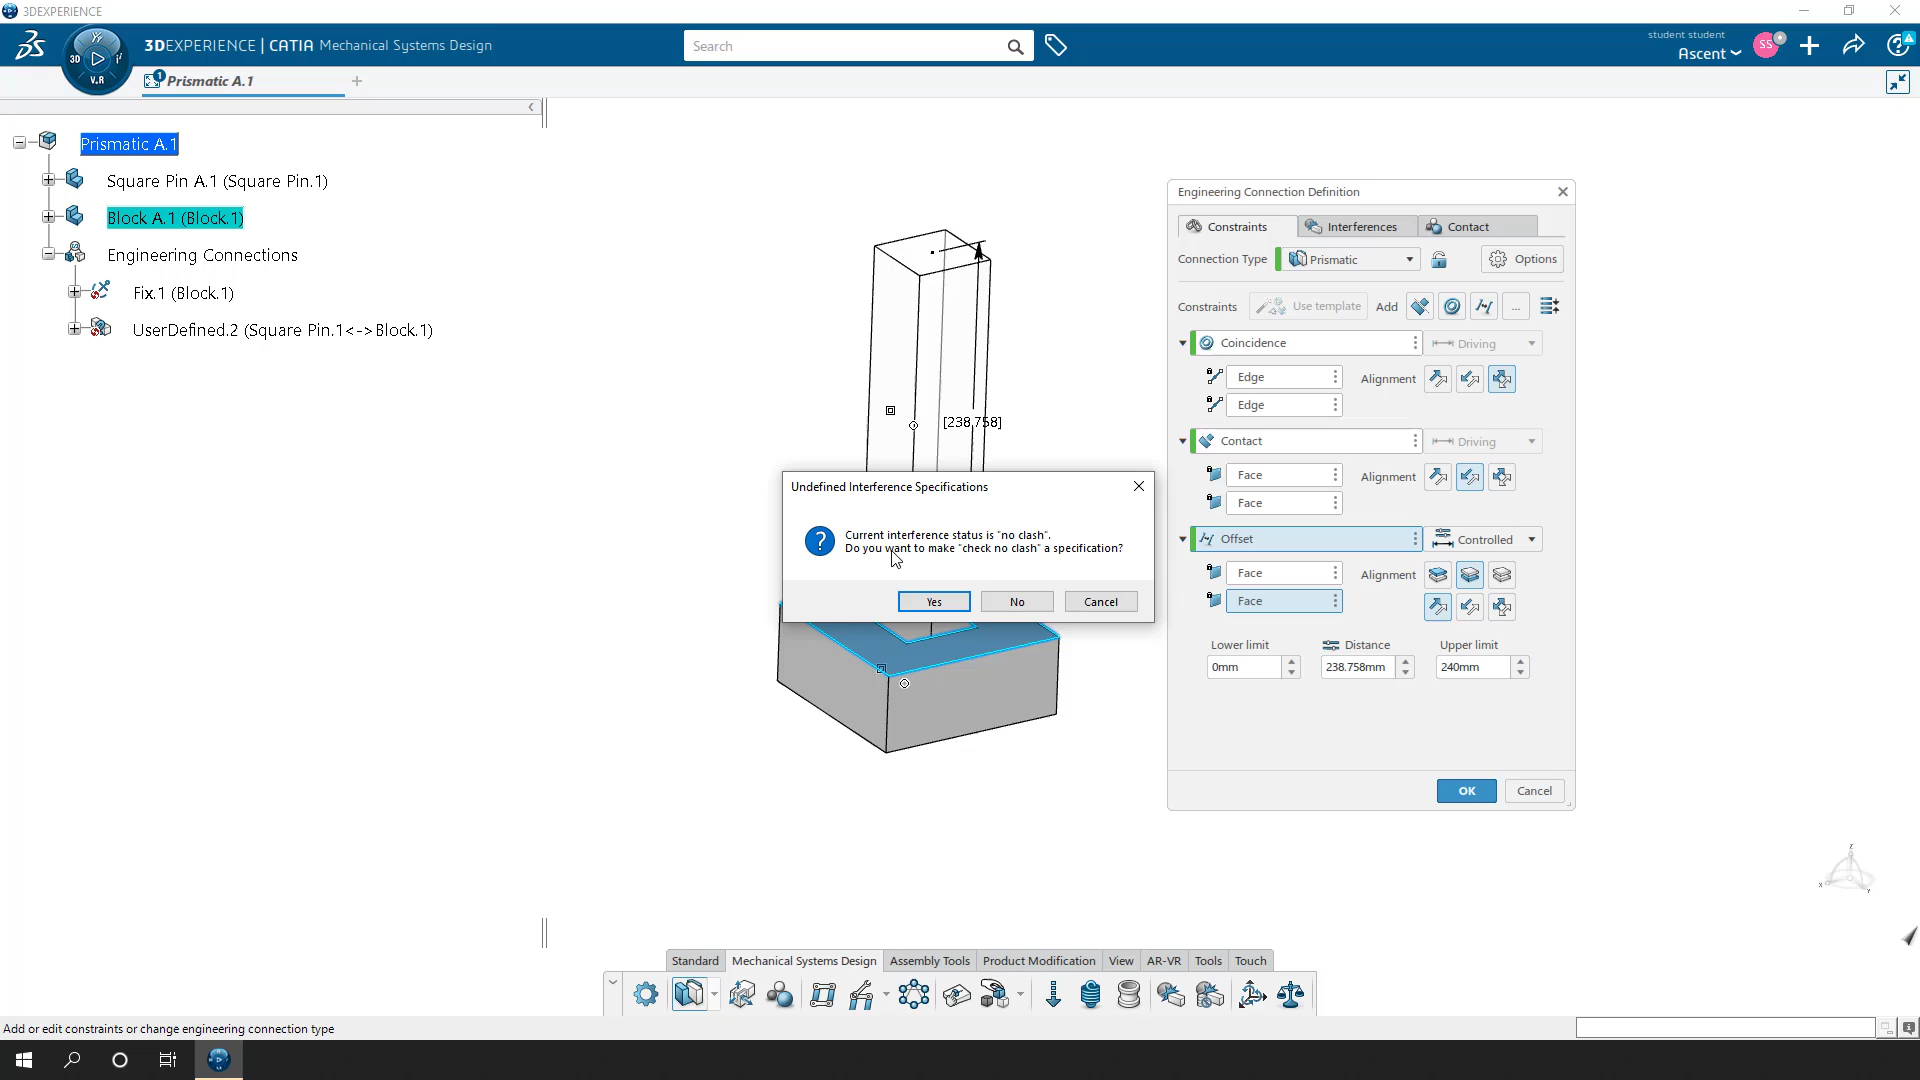 3DEXPERIENCE
3DEXPERIENCE | CATIA Mechanical Systems Design
Search
student student
Ascent
SS
3D
V.R
1
Prismatic A.1
Prismatic A.1
Square Pin A.1 (Square Pin.1)
Block A.1 (Block.1)
Engineering Connections
Fix.1 (Block.1)
UserDefined.2 (Square Pin.1<->Block.1)
[238,758]
Undefined Interference Specifications
Current interference status is "no clash".
Do you want to make "check no clash" a specification?
Yes
No
Cancel
Engineering Connection Definition
Constraints
Interferences
Contact
Connection Type
Prismatic
Options
Constraints
Use template
Add
...
Coincidence
Driving
Edge
Alignment
Edge
Contact
Driving
Face
Alignment
Face
Offset
Controlled
Face
Alignment
Face
Lower limit
Distance
Upper limit
0mm
238.758mm
240mm
OK
Cancel
z
x
y
Standard
Mechanical Systems Design
Assembly Tools
Product Modification
View
AR-VR
Tools
Touch
Add or edit constraints or change engineering connection type